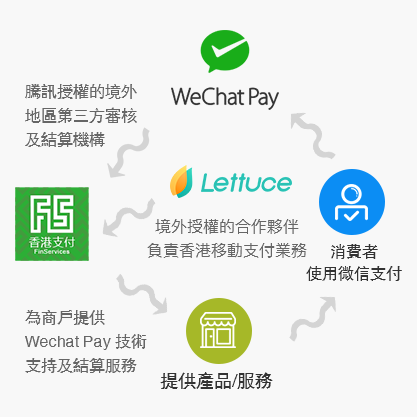 WeChat Pay
騰訊授權的境外
地區第三方審核
及結算機構
Lettuce
境外授權的合作夥伴
負責香港移動支付業務
FiS
香港支付
FinServices
消費者
使用微信支付
為商戶提供
Wechat Pay 技術
支持及結算服務
提供產品/服務